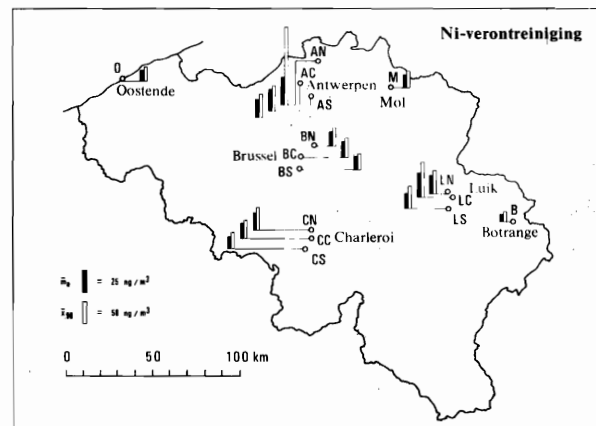 Ni-verontreiniging
O
Oostende
AN
AC
Antwerpen
AS
M
Mol
BN
Brussel
BC
BS
LN
Luik
LC
LS
B
Botrange
CN
CC
Charleroi
CS
= 25 ng/m³
= 50 ng/m³
0 50 100 km